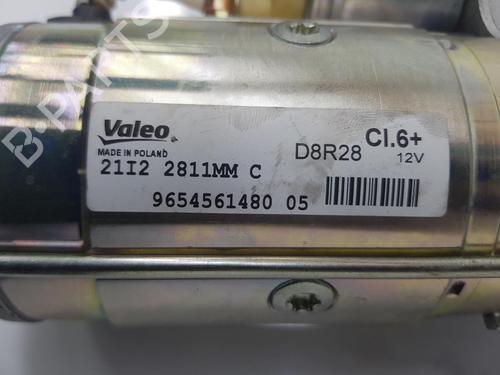 B-PARTS
Valeo
MADE IN POLAND
D8R28
Cl.6+
12V
21I2 2811MM C
9654561480 05